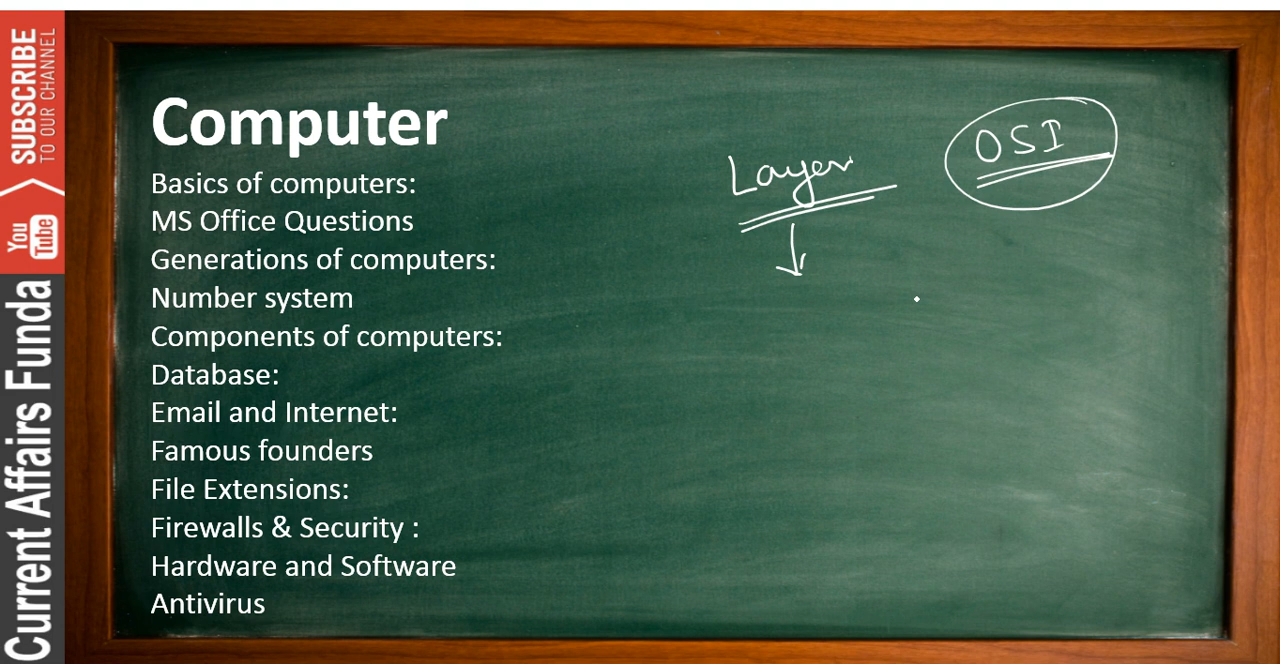 SUBSCRIBE
TO OUR CHANNEL
You
Tube
Current Affairs Funda
Computer
Basics of computers:
MS Office Questions
Generations of computers:
Number system
Components of computers:
Database:
Email and Internet:
Famous founders
File Extensions:
Firewalls & Security :
Hardware and Software
Antivirus
Layer
OSI